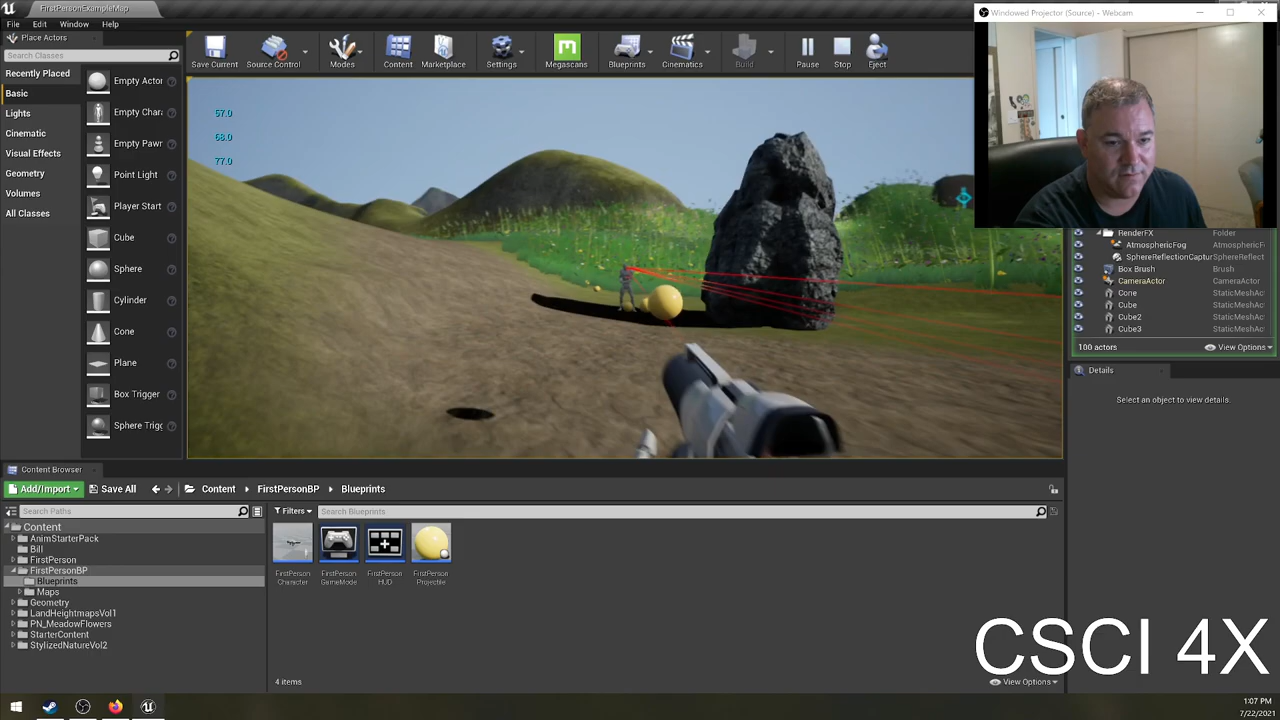 FirstPersonExampleMap
Windowed Projector (Source) - Webcam
File Edit Window Help
Place Actors
Search Classes
Recently Placed
Basic
Lights
Cinematic
Visual Effects
Geometry
Volumes
All Classes
Empty Actor
Empty Char
Empty Pawn
Point Light
Player Start
Cube
Sphere
Cylinder
Cone
Plane
Box Trigger
Sphere Trigg
Save Current
Source Control
Modes
Content
Marketplace
Settings
Megascans
Blueprints
Cinematics
Build
Pause
Stop
Eject
57.0
68.0
77.0
RenderFX Folder
AtmosphericFog AtmosphericF
SphereReflectionCaptur SphereReflect
Box Brush Brush
CameraActor CameraActor
Cone StaticMeshAc
Cube StaticMeshAc
Cube2 StaticMeshAc
Cube3 StaticMeshAc
100 actors View Options
Details
Select an object to view details.
Content Browser
Add/Import Save All Content FirstPersonBP Blueprints
Search Paths
Filters Search Blueprints
Content
AnimStarterPack
Bill
FirstPerson
FirstPersonBP
Blueprints
Maps
Geometry
LandHeightmapsVol1
PN_MeadowFlowers
StarterContent
StylizedNatureVol2
FirstPerson
Character
FirstPerson
GameMode
FirstPerson
HUD
FirstPerson
Projectile
4 items View Options
CSCI 4X
1:07 PM
7/22/2021